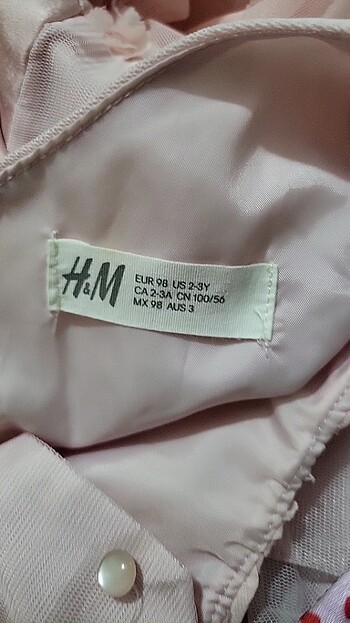 H&M
EUR 98 US 2-3Y
CA 2-3A CN 100/56
MX 98 AUS 3